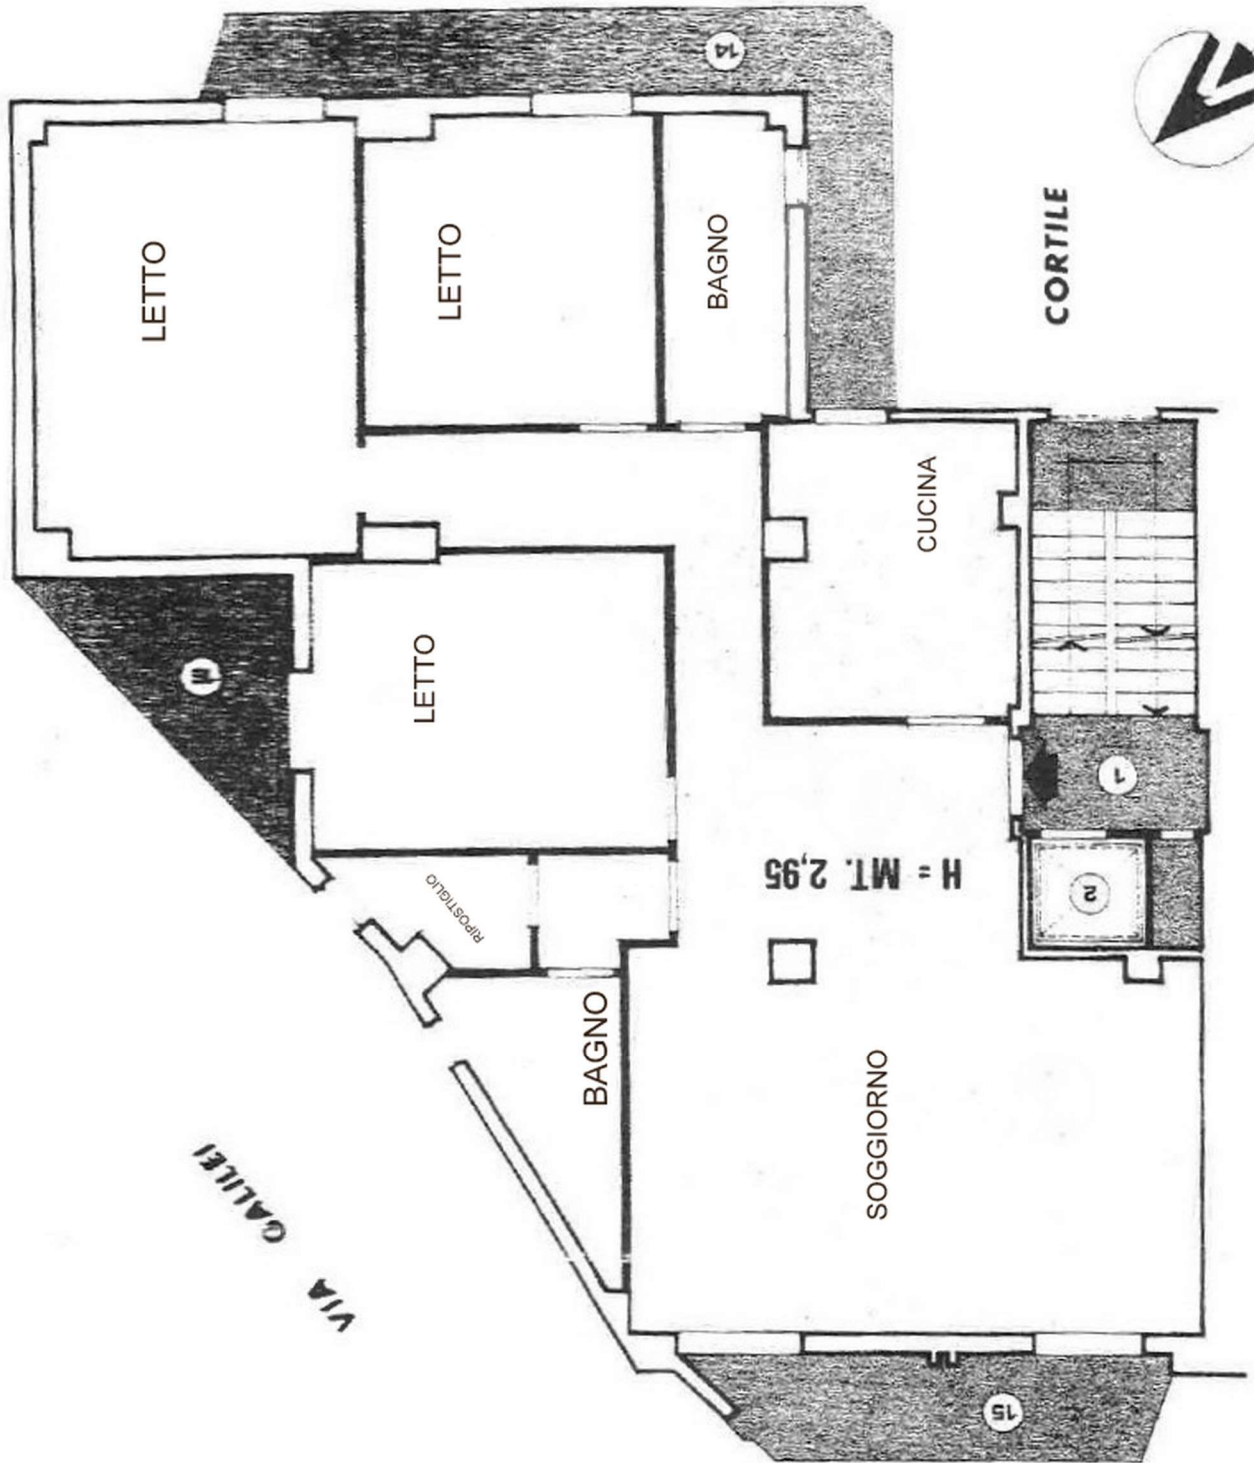 14
CORTILE
LETTO
LETTO
BAGNO
CUCINA
LETTO
1
H = MT. 2,95
2
RIPOSTIGLIO
BAGNO
SOGGIORNO
VIA GALILEI
15